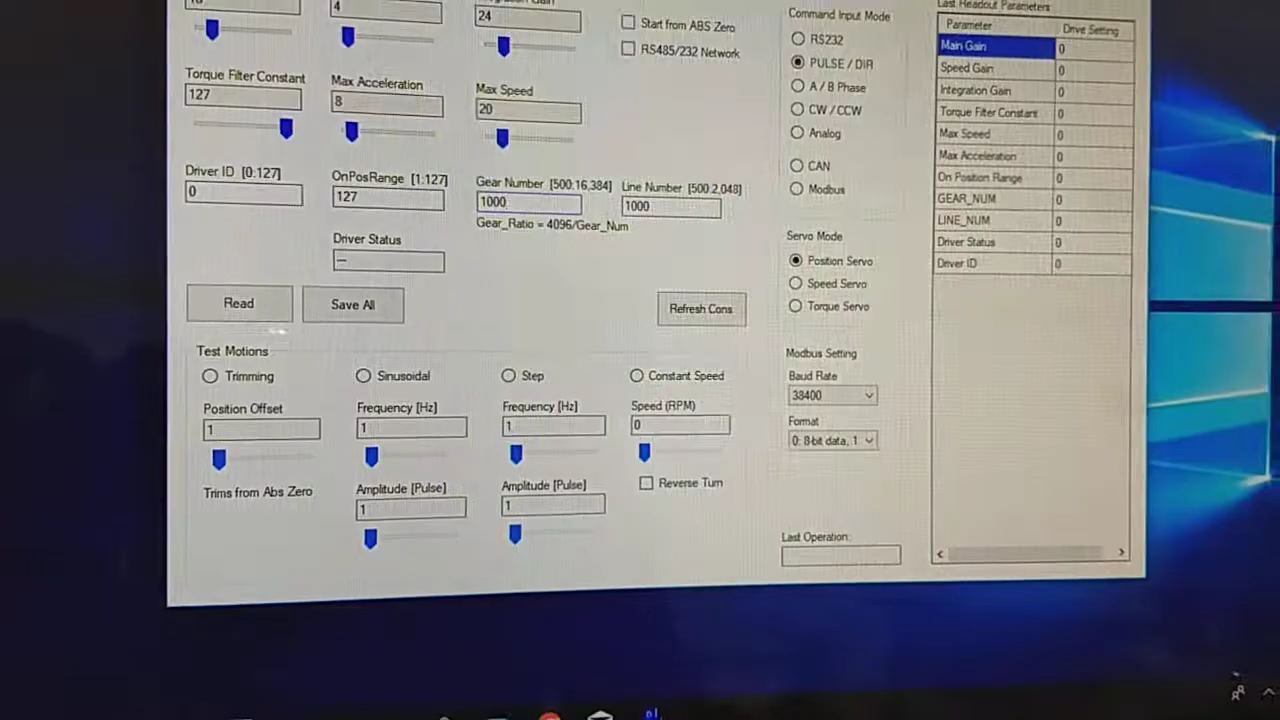 4
24
Start from ABS Zero
RS485/232 Network
Torque Filter Constant
127
Max Acceleration
8
Max Speed
20
Driver ID [0:127]
0
OnPosRange [1:127]
127
Gear Number [500:16,384]
1000
Gear_Ratio = 4096/Gear_Num
Line Number [500:2,048]
1000
Driver Status
---
Read
Save All
Refresh Cons
Test Motions
Trimming
Sinusoidal
Step
Constant Speed
Position Offset
1
Frequency [Hz]
1
Frequency [Hz]
1
Speed (RPM)
0
Trims from Abs Zero
Amplitude [Pulse]
1
Amplitude [Pulse]
1
Reverse Turn
Command Input Mode
RS232
PULSE / DIR
A / B Phase
CW / CCW
Analog
CAN
Modbus
Servo Mode
Position Servo
Speed Servo
Torque Servo
Modbus Setting
Baud Rate
38400
Format
0: 8-bit data, 1
Last Operation:
Last Readout Parameters
Parameter Drive Setting
Main Gain 0
Speed Gain 0
Integration Gain 0
Torque Filter Constant 0
Max Speed 0
Max Acceleration 0
On Position Range 0
GEAR_NUM 0
LINE_NUM 0
Driver Status 0
Driver ID 0